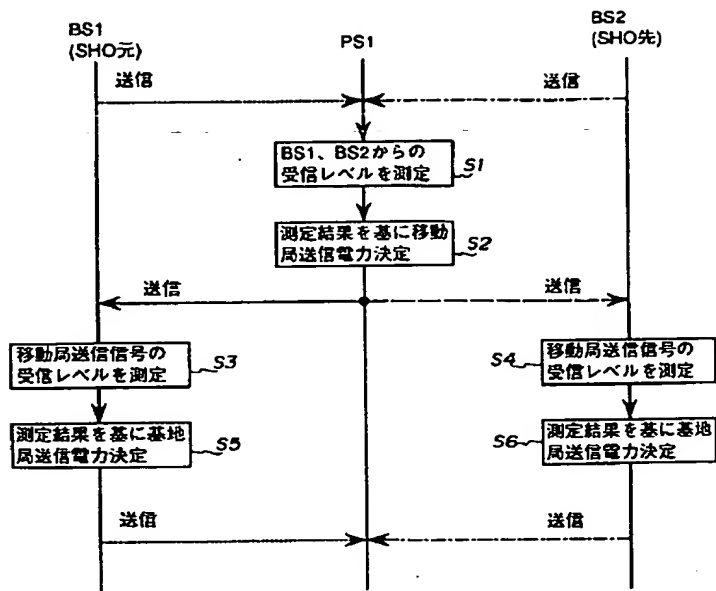 BS1
(SHO元)
PS1
BS2
(SHO先)
送信
送信
BS1、BS2からの
受信レベルを測定
S1
測定結果を基に移動
局送信電力決定
S2
送信
送信
移動局送信信号の
受信レベルを測定
S3
S4
移動局送信信号の
受信レベルを測定
測定結果を基に基地
局送信電力決定
S5
S6
測定結果を基に基地
局送信電力決定
送信
送信